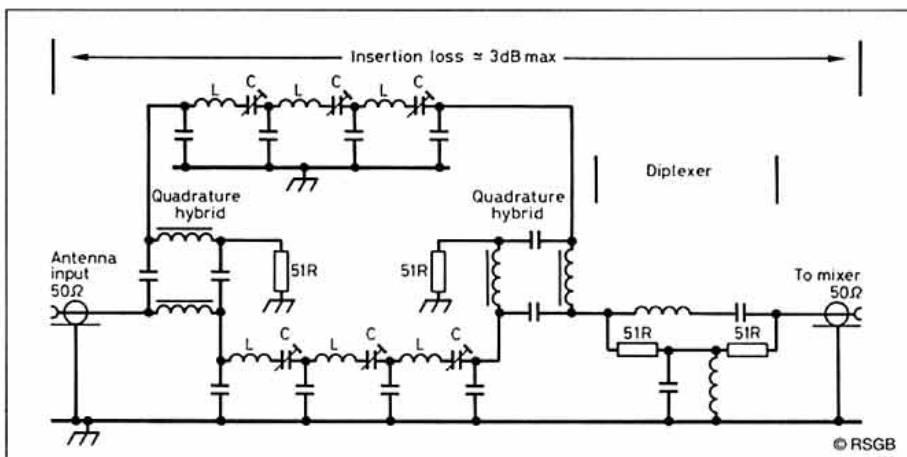 Insertion loss ≃ 3dB max
L C L C L C
Quadrature
hybrid
Quadrature
hybrid
Diplexer
Antenna
input
50Ω
51R
51R
To mixer
50Ω
51R 51R
L C L C L C
© RSGB